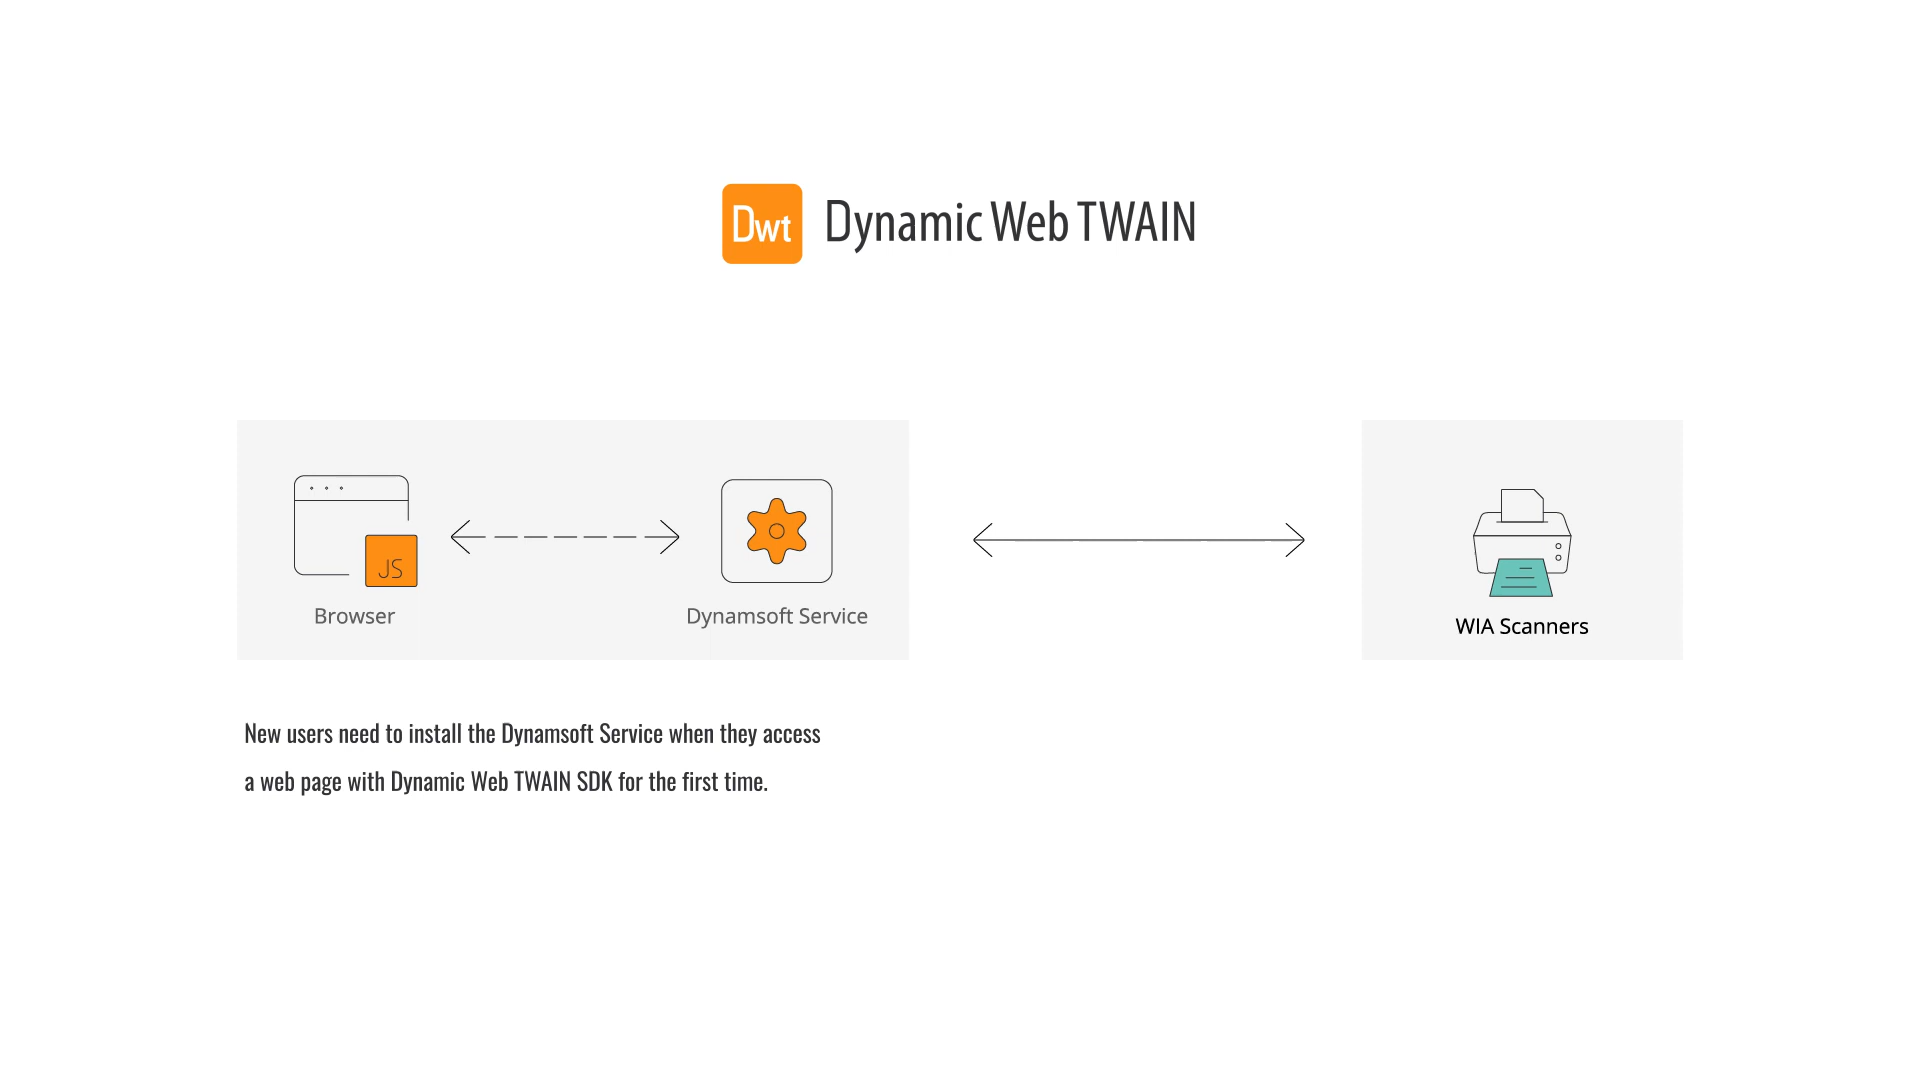 Dwt Dynamic Web TWAIN
JS
Browser
Dynamsoft Service
WIA Scanners
New users need to install the Dynamsoft Service when they access
a web page with Dynamic Web TWAIN SDK for the first time.